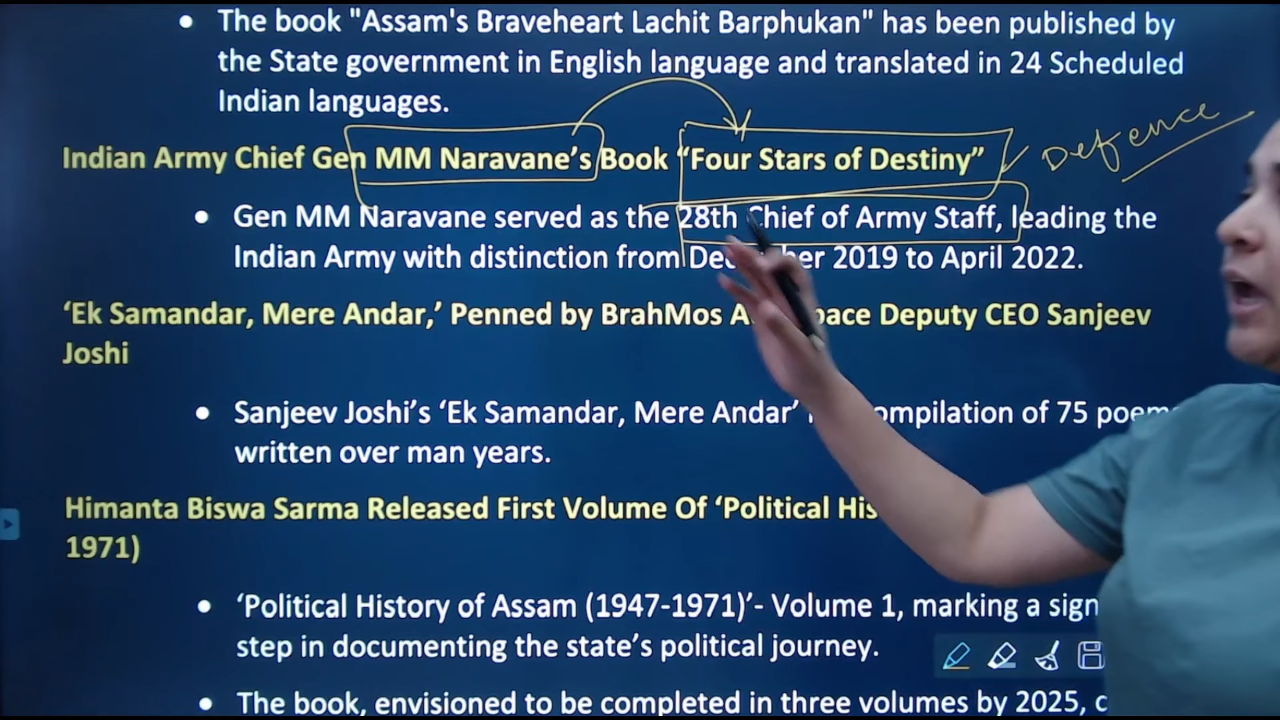 The book "Assam's Braveheart Lachit Barphukan" has been published by
the State government in English language and translated in 24 Scheduled
Indian languages.
Indian Army Chief Gen MM Naravane’s Book “Four Stars of Destiny”
Defence
Gen MM Naravane served as the 28th Chief of Army Staff, leading the
Indian Army with distinction from 2019 to April 2022.
‘Ek Samandar, Mere Andar,’ Penned by BrahMos Deputy CEO Sanjeev
Joshi
Sanjeev Joshi’s ‘Ek Samandar, Mere Andar’ compilation of 75 poems
written over man years.
Himanta Biswa Sarma Released First Volume Of ‘Political His
1971)
‘Political History of Assam (1947-1971)’- Volume 1, marking a sign
step in documenting the state’s political journey.
The book, envisioned to be completed in three volumes by 2025, c